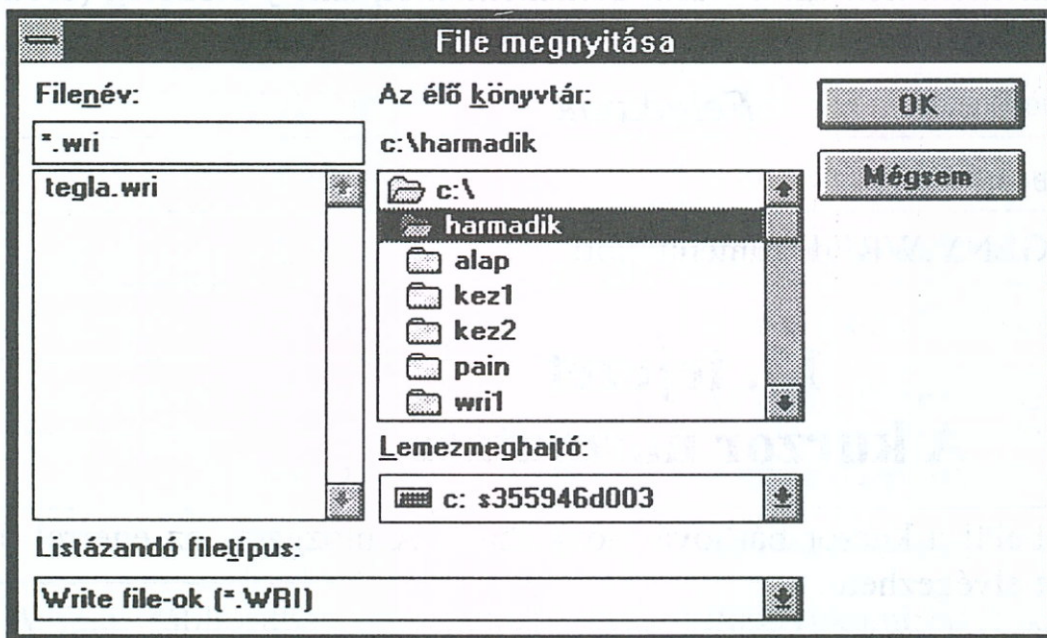 File megnyitása
Filenév:
*.wri
tegla.wri
Az élő könyvtár:
c:\harmadik
c:\
harmadik
alap
kez1
kez2
pain
wri1
Lemezmeghajtó:
c: s355946d003
Listázandó filetípus:
Write file-ok (*.WRI)
OK
Mégsem